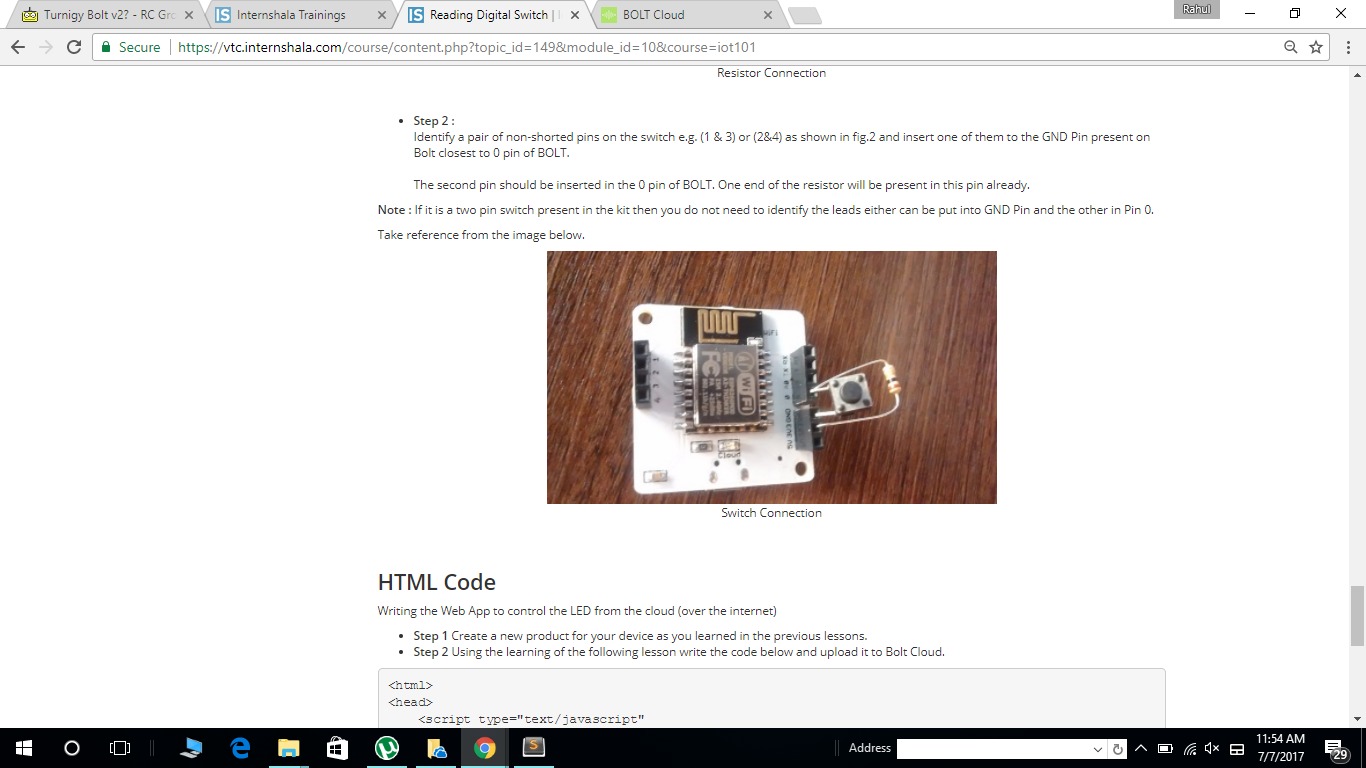 Turnigy Bolt v2? - RC Gr
Internshala Trainings
Reading Digital Switch |
BOLT Cloud
Rahul
Secure
https://vtc.internshala.com/course/content.php?topic_id=149&module_id=10&course=iot101
Resistor Connection
• Step 2 :
Identify a pair of non-shorted pins on the switch e.g. (1 & 3) or (2&4) as shown in fig.2 and insert one of them to the GND Pin present on
Bolt closest to 0 pin of BOLT.
The second pin should be inserted in the 0 pin of BOLT. One end of the resistor will be present in this pin already.
Note : If it is a two pin switch present in the kit then you do not need to identify the leads either can be put into GND Pin and the other in Pin 0.
Take reference from the image below.
1
2
3
4
WiFi
FC
Cloud
Switch Connection
HTML Code
Writing the Web App to control the LED from the cloud (over the internet)
• Step 1 Create a new product for your device as you learned in the previous lessons.
• Step 2 Using the learning of the following lesson write the code below and upload it to Bolt Cloud.
<html>
<head>
<script type="text/javascript"
Address
11:54 AM
7/7/2017
29